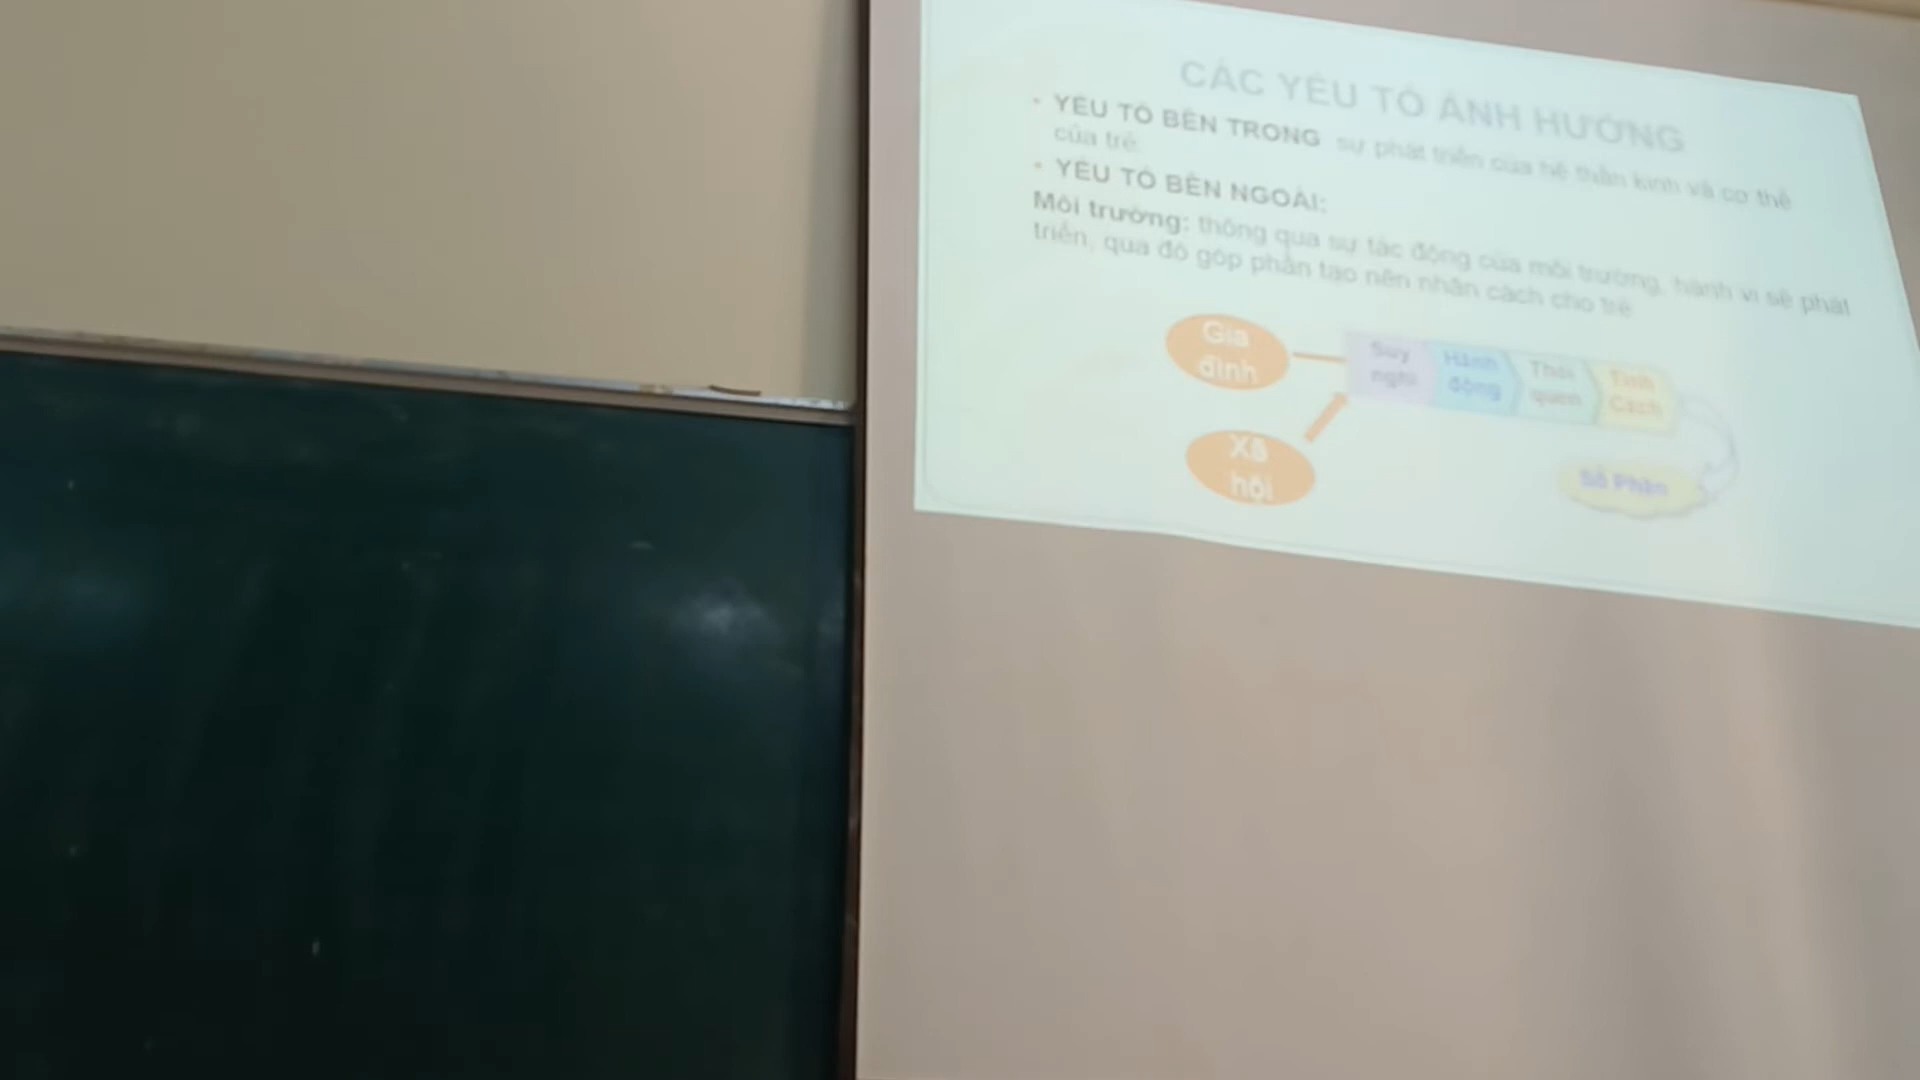 CÁC YẾU TỐ ẢNH HƯỞNG
• YẾU TỐ BÊN TRONG sự phát triển của hệ thần kinh và cơ thể
của trẻ.
• YẾU TỐ BÊN NGOÀI:
Môi trường: thông qua sự tác động của môi trường, hành vi sẽ phát
triển, qua đó góp phần tạo nên nhân cách cho trẻ
Gia
đình
Suy
nghĩ
Hành
động
Thói
quen
Tính
Cách
Xã
hội
Số Phận